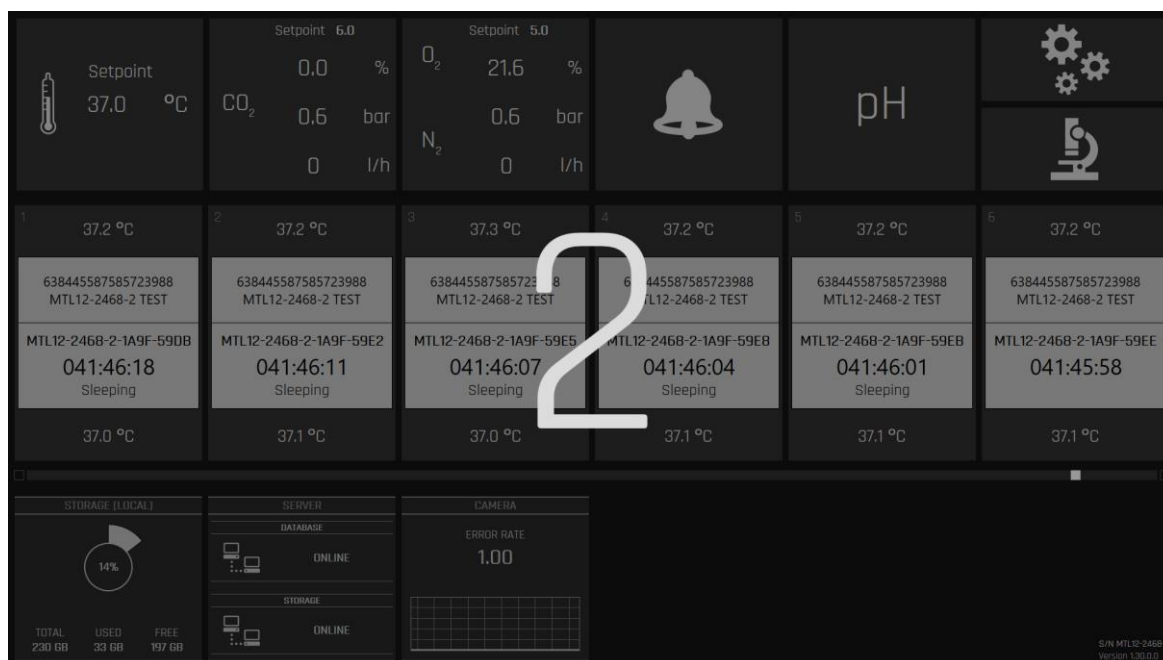 Setpoint
37.0 °C
Setpoint 6.0
CO₂
0.0 %
0.6 bar
0 l/h
Setpoint 5.0
O₂ 21.6 %
0.6 bar
N₂
0 l/h
pH
1
37.2 °C
638445587585723988
MTL12-2468-2 TEST
MTL12-2468-2-1A9F-59DB
041:46:18
Sleeping
37.0 °C
2
37.2 °C
638445587585723988
MTL12-2468-2 TEST
MTL12-2468-2-1A9F-59E2
041:46:11
Sleeping
37.1 °C
3
37.3 °C
MTL12-2468-2 TEST
MTL12-2468-2-1A9F-59E5
041:46:07
Sleeping
37.0 °C
2
4
37.2 °C
TEST
MTL12-2468-2-1A9F-59E8
041:46:04
Sleeping
37.1 °C
5
37.2 °C
638445587585723988
MTL12-2468-2 TEST
MTL12-2468-2-1A9F-59EB
041:46:01
Sleeping
37.1 °C
6
37.2 °C
638445587585723988
MTL12-2468-2 TEST
MTL12-2468-2-1A9F-59EE
041:45:58
37.1 °C
STORAGE (LOCAL)
14%
TOTAL USED FREE
230 GB 33 GB 197 GB
SERVER
DATABASE
ONLINE
STORAGE
ONLINE
CAMERA
ERROR RATE
1.00
S/N MTL12-2468
Version 1.30.0.0